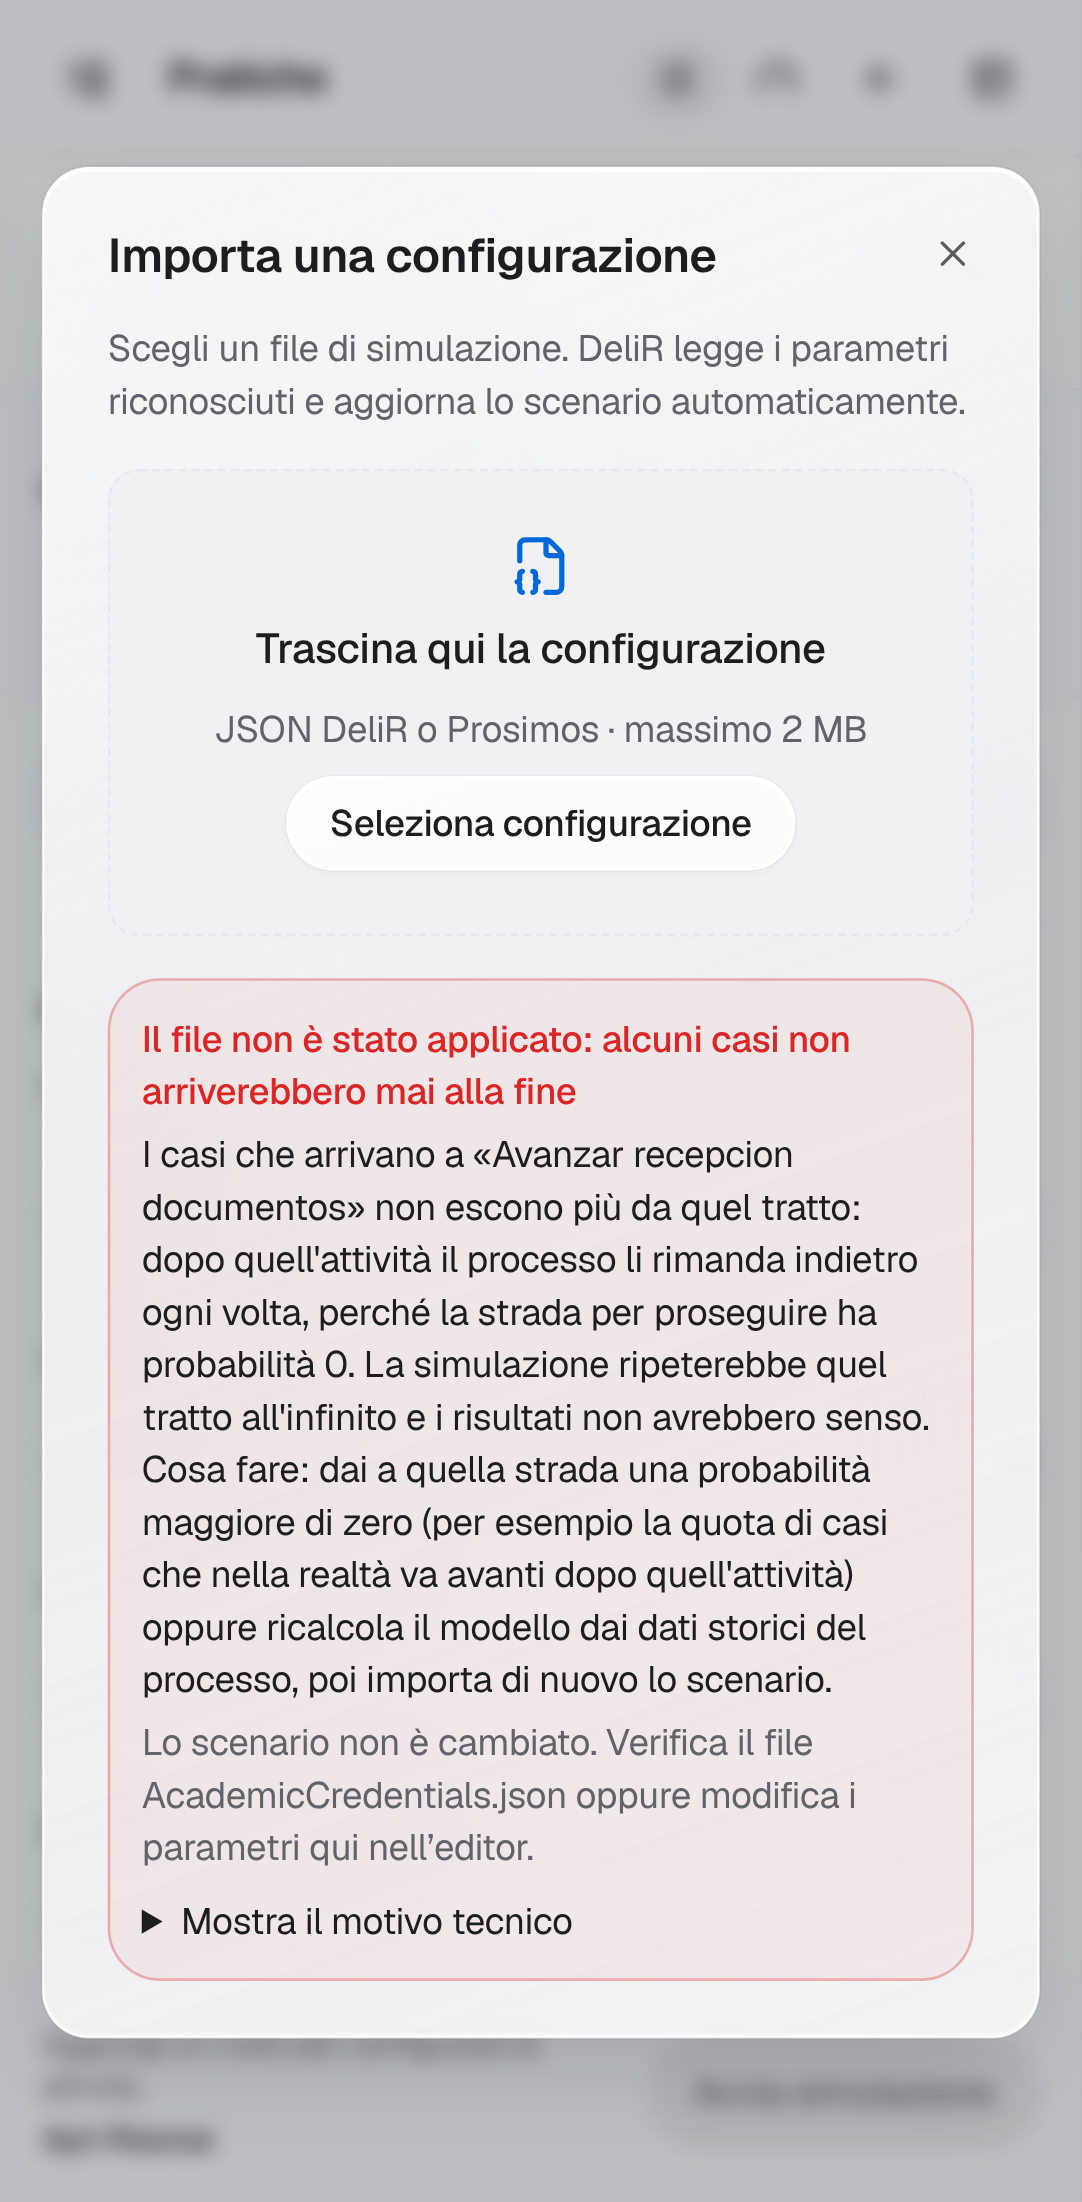 Pratiche
Importa una configurazione
Scegli un file di simulazione. DeliR legge i parametri
riconosciuti e aggiorna lo scenario automaticamente.
Trascina qui la configurazione
JSON DeliR o Prosimos · massimo 2 MB
Seleziona configurazione
Il file non è stato applicato: alcuni casi non
arriverebbero mai alla fine
I casi che arrivano a «Avanzar recepcion
documentos» non escono più da quel tratto:
dopo quell'attività il processo li rimanda indietro
ogni volta, perché la strada per proseguire ha
probabilità 0. La simulazione ripeterebbe quel
tratto all'infinito e i risultati non avrebbero senso.
Cosa fare: dai a quella strada una probabilità
maggiore di zero (per esempio la quota di casi
che nella realtà va avanti dopo quell'attività)
oppure ricalcola il modello dai dati storici del
processo, poi importa di nuovo lo scenario.
Lo scenario non è cambiato. Verifica il file
AcademicCredentials.json oppure modifica i
parametri qui nell’editor.
Mostra il motivo tecnico